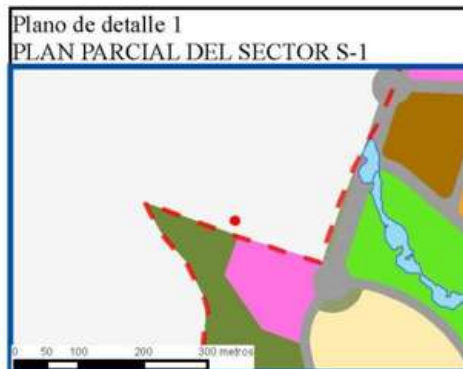 Plano de detalle 1
PLAN PARCIAL DEL SECTOR S-1
0 50 100 200 300 metros